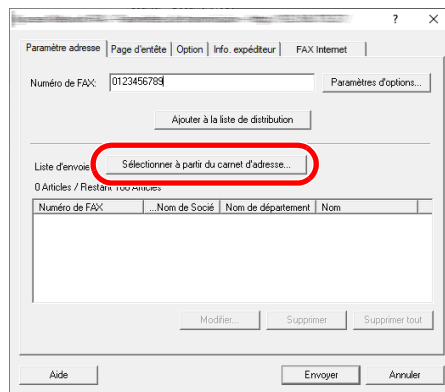 ?
Paramètre adresse Page d'entête Option Info. expéditeur FAX Internet
Numéro de FAX: 0123456789 Paramètres d'options...
Ajouter à la liste de distribution
Liste d'envoie Sélectionner à partir du carnet d'adresse...
0 Articles / Restant 100 Articles
Numéro de FAX ...Nom de Socié Nom de département Nom
Modifier... Supprimer Supprimer tout
Aide Envoyer Annuler